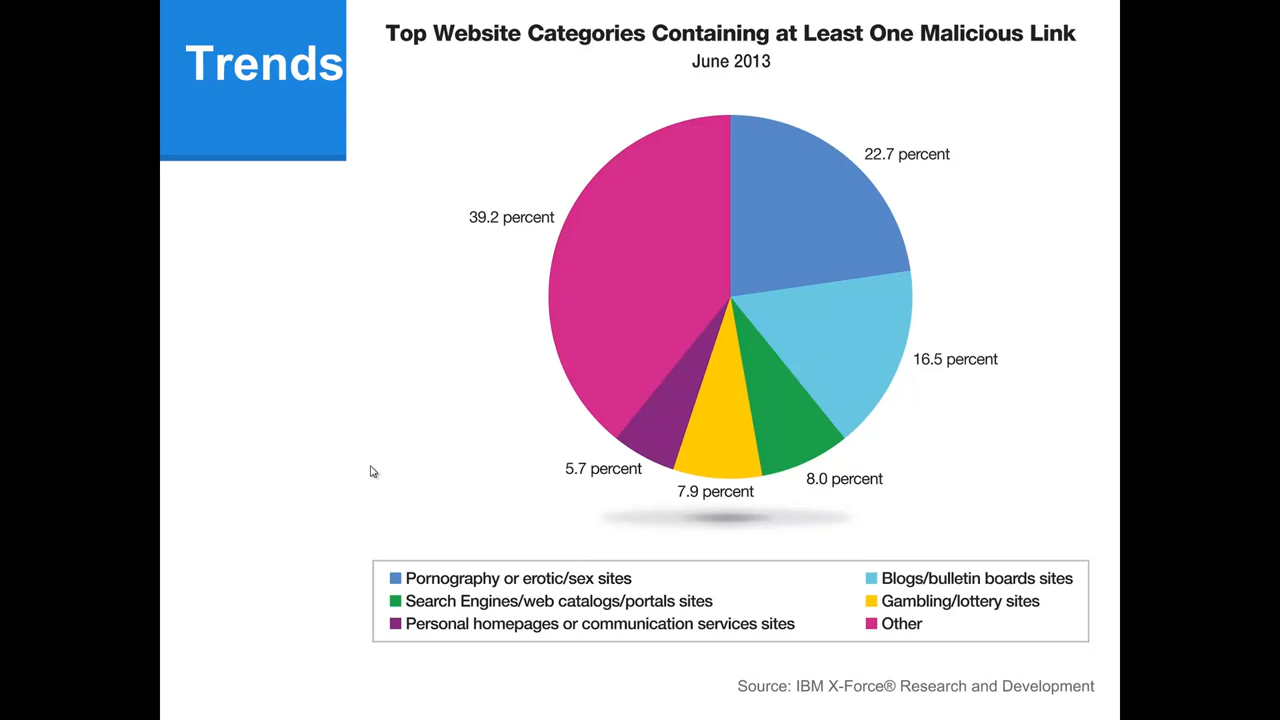 Trends
Top Website Categories Containing at Least One Malicious Link
June 2013
22.7 percent
39.2 percent
16.5 percent
5.7 percent
8.0 percent
7.9 percent
Pornography or erotic/sex sites
Blogs/bulletin boards sites
Search Engines/web catalogs/portals sites
Gambling/lottery sites
Personal homepages or communication services sites
Other
Source: IBM X-Force® Research and Development